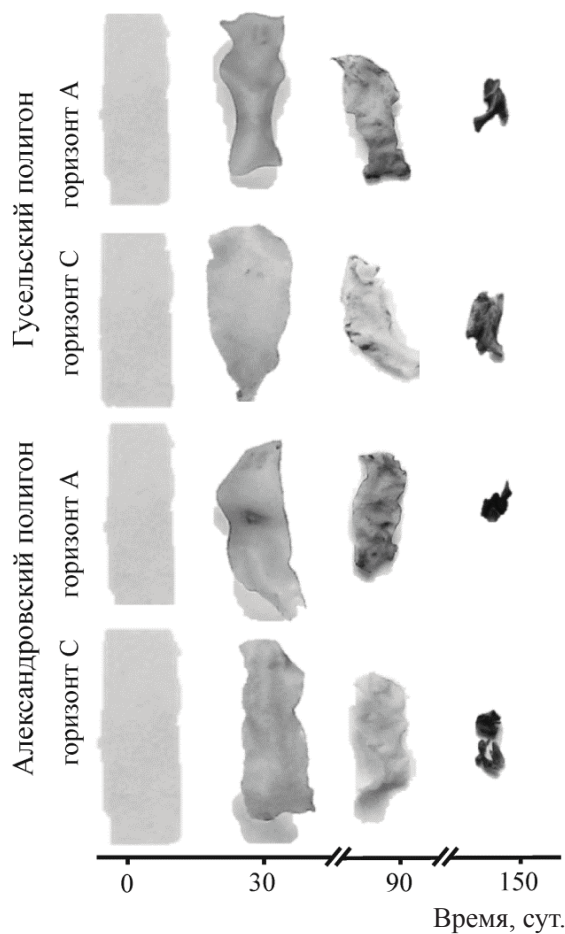 Гусельский полигон
горизонт А
горизонт С
Александровский полигон
горизонт А
горизонт С
0 30 90 150
Время, сут.